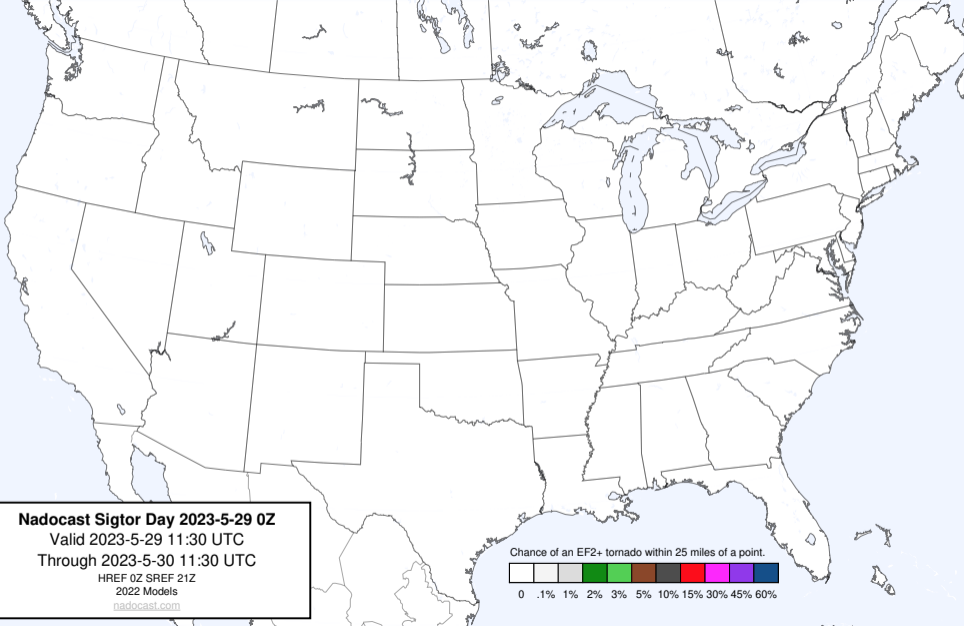 Nadocast Sigtor Day 2023-5-29 0Z
Valid 2023-5-29 11:30 UTC
Through 2023-5-30 11:30 UTC
HREF 0Z SREF 21Z
2022 Models
nadocast.com
Chance of an EF2+ tornado within 25 miles of a point.
0 .1% 1% 2% 3% 5% 10% 15% 30% 45% 60%